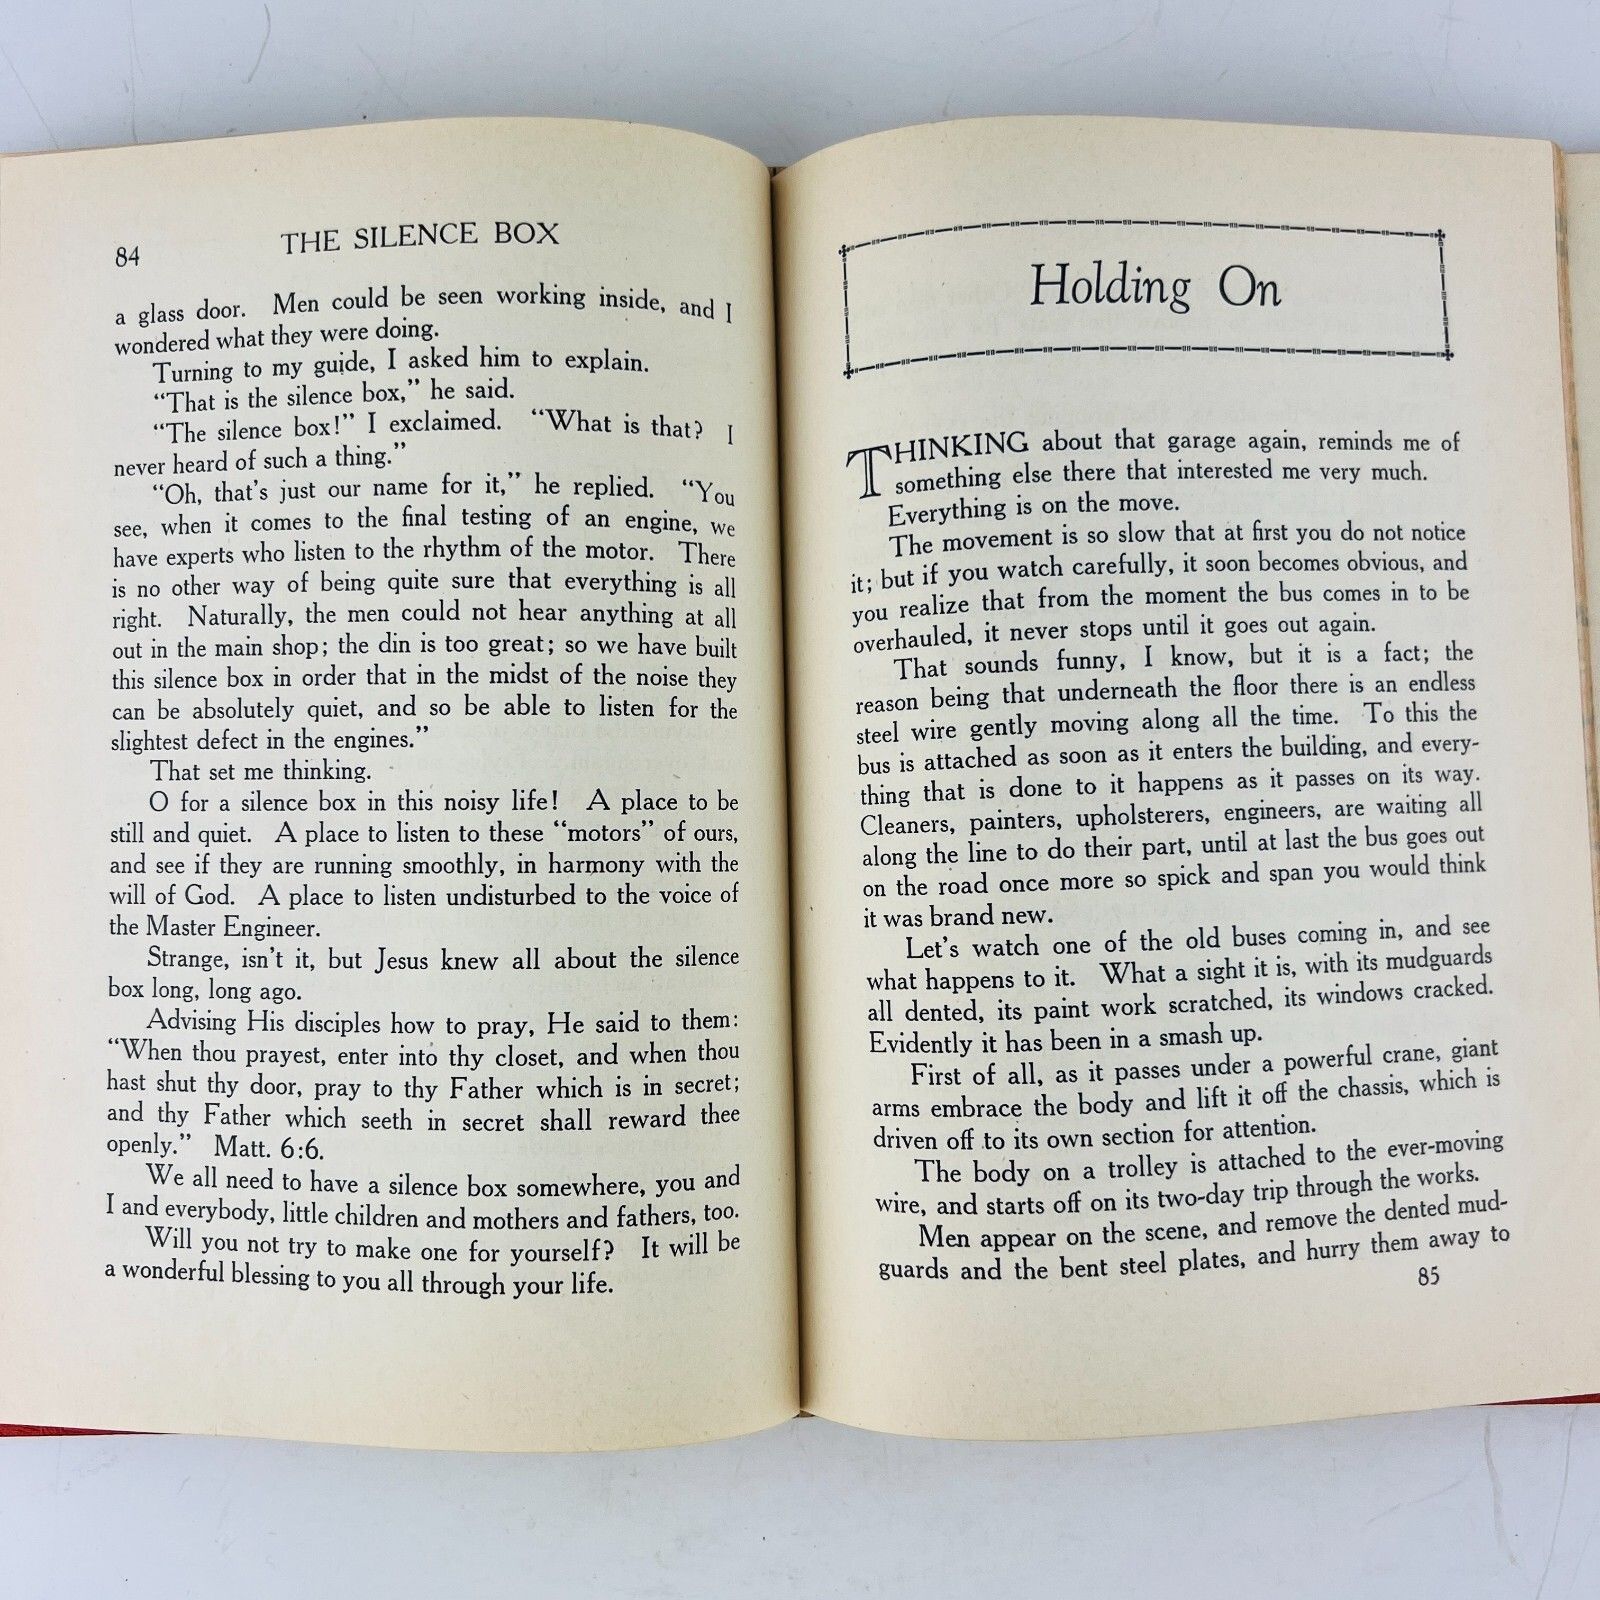 84
THE SILENCE BOX
a glass door. Men could be seen working inside, and I
wondered what they were doing.
Turning to my guide, I asked him to explain.
“That is the silence box,” he said.
“The silence box!” I exclaimed. “What is that? I
never heard of such a thing.”
“Oh, that’s just our name for it,” he replied. “You
see, when it comes to the final testing of an engine, we
have experts who listen to the rhythm of the motor. There
is no other way of being quite sure that everything is all
right. Naturally, the men could not hear anything at all
out in the main shop; the din is too great; so we have built
this silence box in order that in the midst of the noise they
can be absolutely quiet, and so be able to listen for the
slightest defect in the engines.”
That set me thinking.
O for a silence box in this noisy life! A place to be
still and quiet. A place to listen to these “motors” of ours,
and see if they are running smoothly, in harmony with the
will of God. A place to listen undisturbed to the voice of
the Master Engineer.
Strange, isn’t it, but Jesus knew all about the silence
box long, long ago.
Advising His disciples how to pray, He said to them:
“When thou prayest, enter into thy closet, and when thou
hast shut thy door, pray to thy Father which is in secret;
and thy Father which seeth in secret shall reward thee
openly.” Matt. 6:6.
We all need to have a silence box somewhere, you and
I and everybody, little children and mothers and fathers, too.
Will you not try to make one for yourself? It will be
a wonderful blessing to you all through your life.
Holding On
THINKING about that garage again, reminds me of
something else there that interested me very much.
Everything is on the move.
The movement is so slow that at first you do not notice
it; but if you watch carefully, it soon becomes obvious, and
you realize that from the moment the bus comes in to be
overhauled, it never stops until it goes out again.
That sounds funny, I know, but it is a fact; the
reason being that underneath the floor there is an endless
steel wire gently moving along all the time. To this the
bus is attached as soon as it enters the building, and every-
thing that is done to it happens as it passes on its way.
Cleaners, painters, upholsterers, engineers, are waiting all
along the line to do their part, until at last the bus goes out
on the road once more so spick and span you would think
it was brand new.
Let’s watch one of the old buses coming in, and see
what happens to it. What a sight it is, with its mudguards
all dented, its paint work scratched, its windows cracked.
Evidently it has been in a smash up.
First of all, as it passes under a powerful crane, giant
arms embrace the body and lift it off the chassis, which is
driven off to its own section for attention.
The body on a trolley is attached to the ever-moving
wire, and starts off on its two-day trip through the works.
Men appear on the scene, and remove the dented mud-
guards and the bent steel plates, and hurry them away to
85